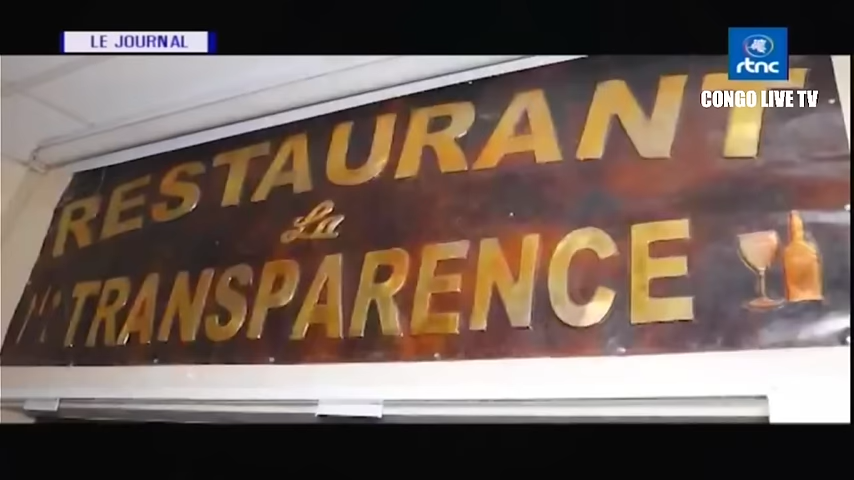 LE JOURNAL
rtnc
CONGO LIVE TV
RESTAURANT
La
TRANSPARENCE